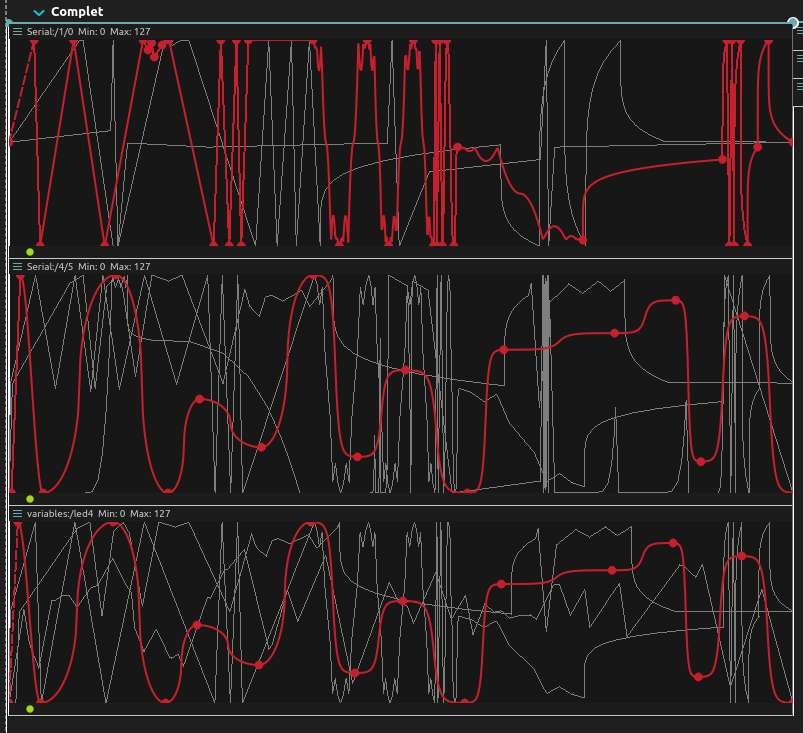 Complet
Serial:/1/0 Min: 0 Max: 127
Serial:/4/5 Min: 0 Max: 127
variables:/led4 Min: 0 Max: 127